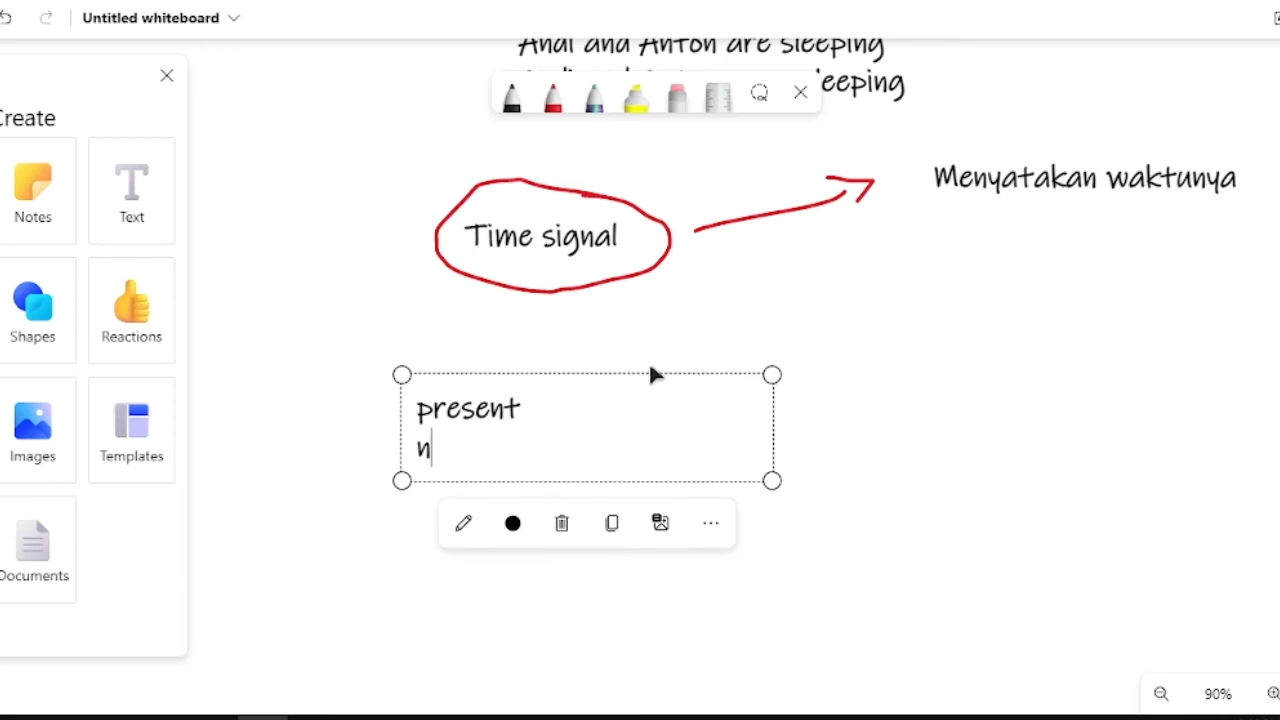 Untitled whiteboard
Andi and Anton are sleeping
leeping
Create
Notes
Text
Shapes
Reactions
Images
Templates
Documents
Menyatakan waktunya
Time signal
present
n
90%